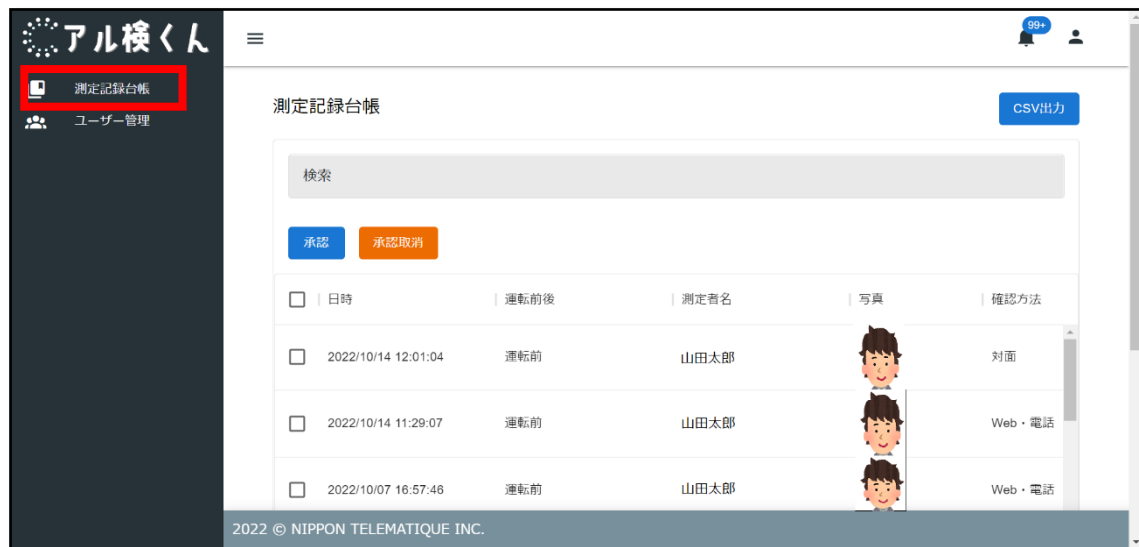 アル検くん
99+
測定記録台帳
ユーザー管理
測定記録台帳
CSV出力
検索
承認 承認取消
日時 運転前後 測定者名 写真 確認方法
2022/10/14 12:01:04 運転前 山田太郎 対面
2022/10/14 11:29:07 運転前 山田太郎 Web・電話
2022/10/07 16:57:46 運転前 山田太郎 Web・電話
2022 © NIPPON TELEMATIQUE INC.